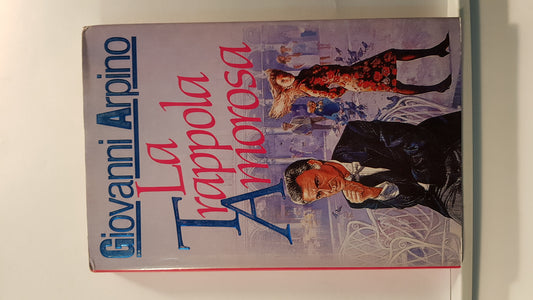 Giovanni Arpino
La
Trappola
Amorosa